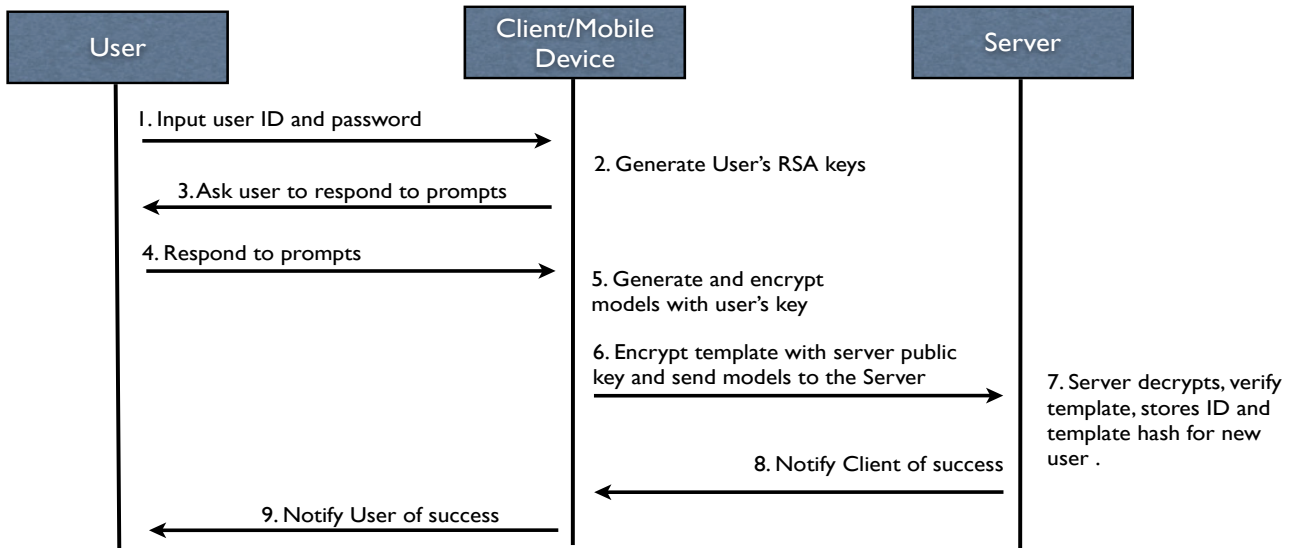 User
Client/Mobile
Device
Server
1. Input user ID and password
2. Generate User's RSA keys
3. Ask user to respond to prompts
4. Respond to prompts
5. Generate and encrypt
models with user's key
6. Encrypt template with server public
key and send models to the Server
7. Server decrypts, verify
template, stores ID and
template hash for new
user .
8. Notify Client of success
9. Notify User of success